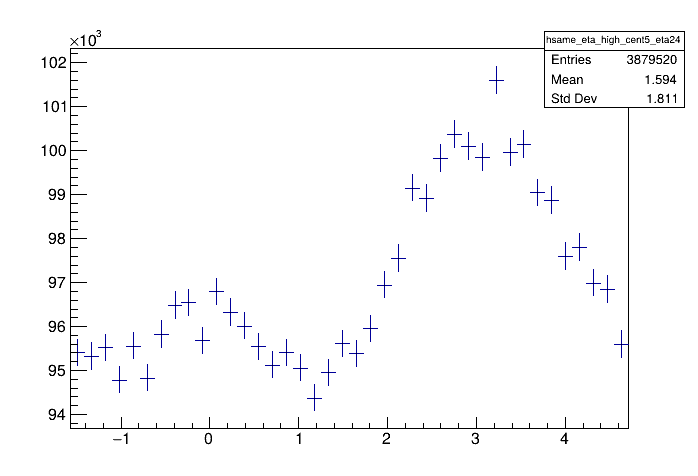 ×10³
hsame_eta_high_cent5_eta24
Entries 3879520
Mean 1.594
Std Dev 1.811
102
101
100
99
98
97
96
95
94
−1 0 1 2 3 4